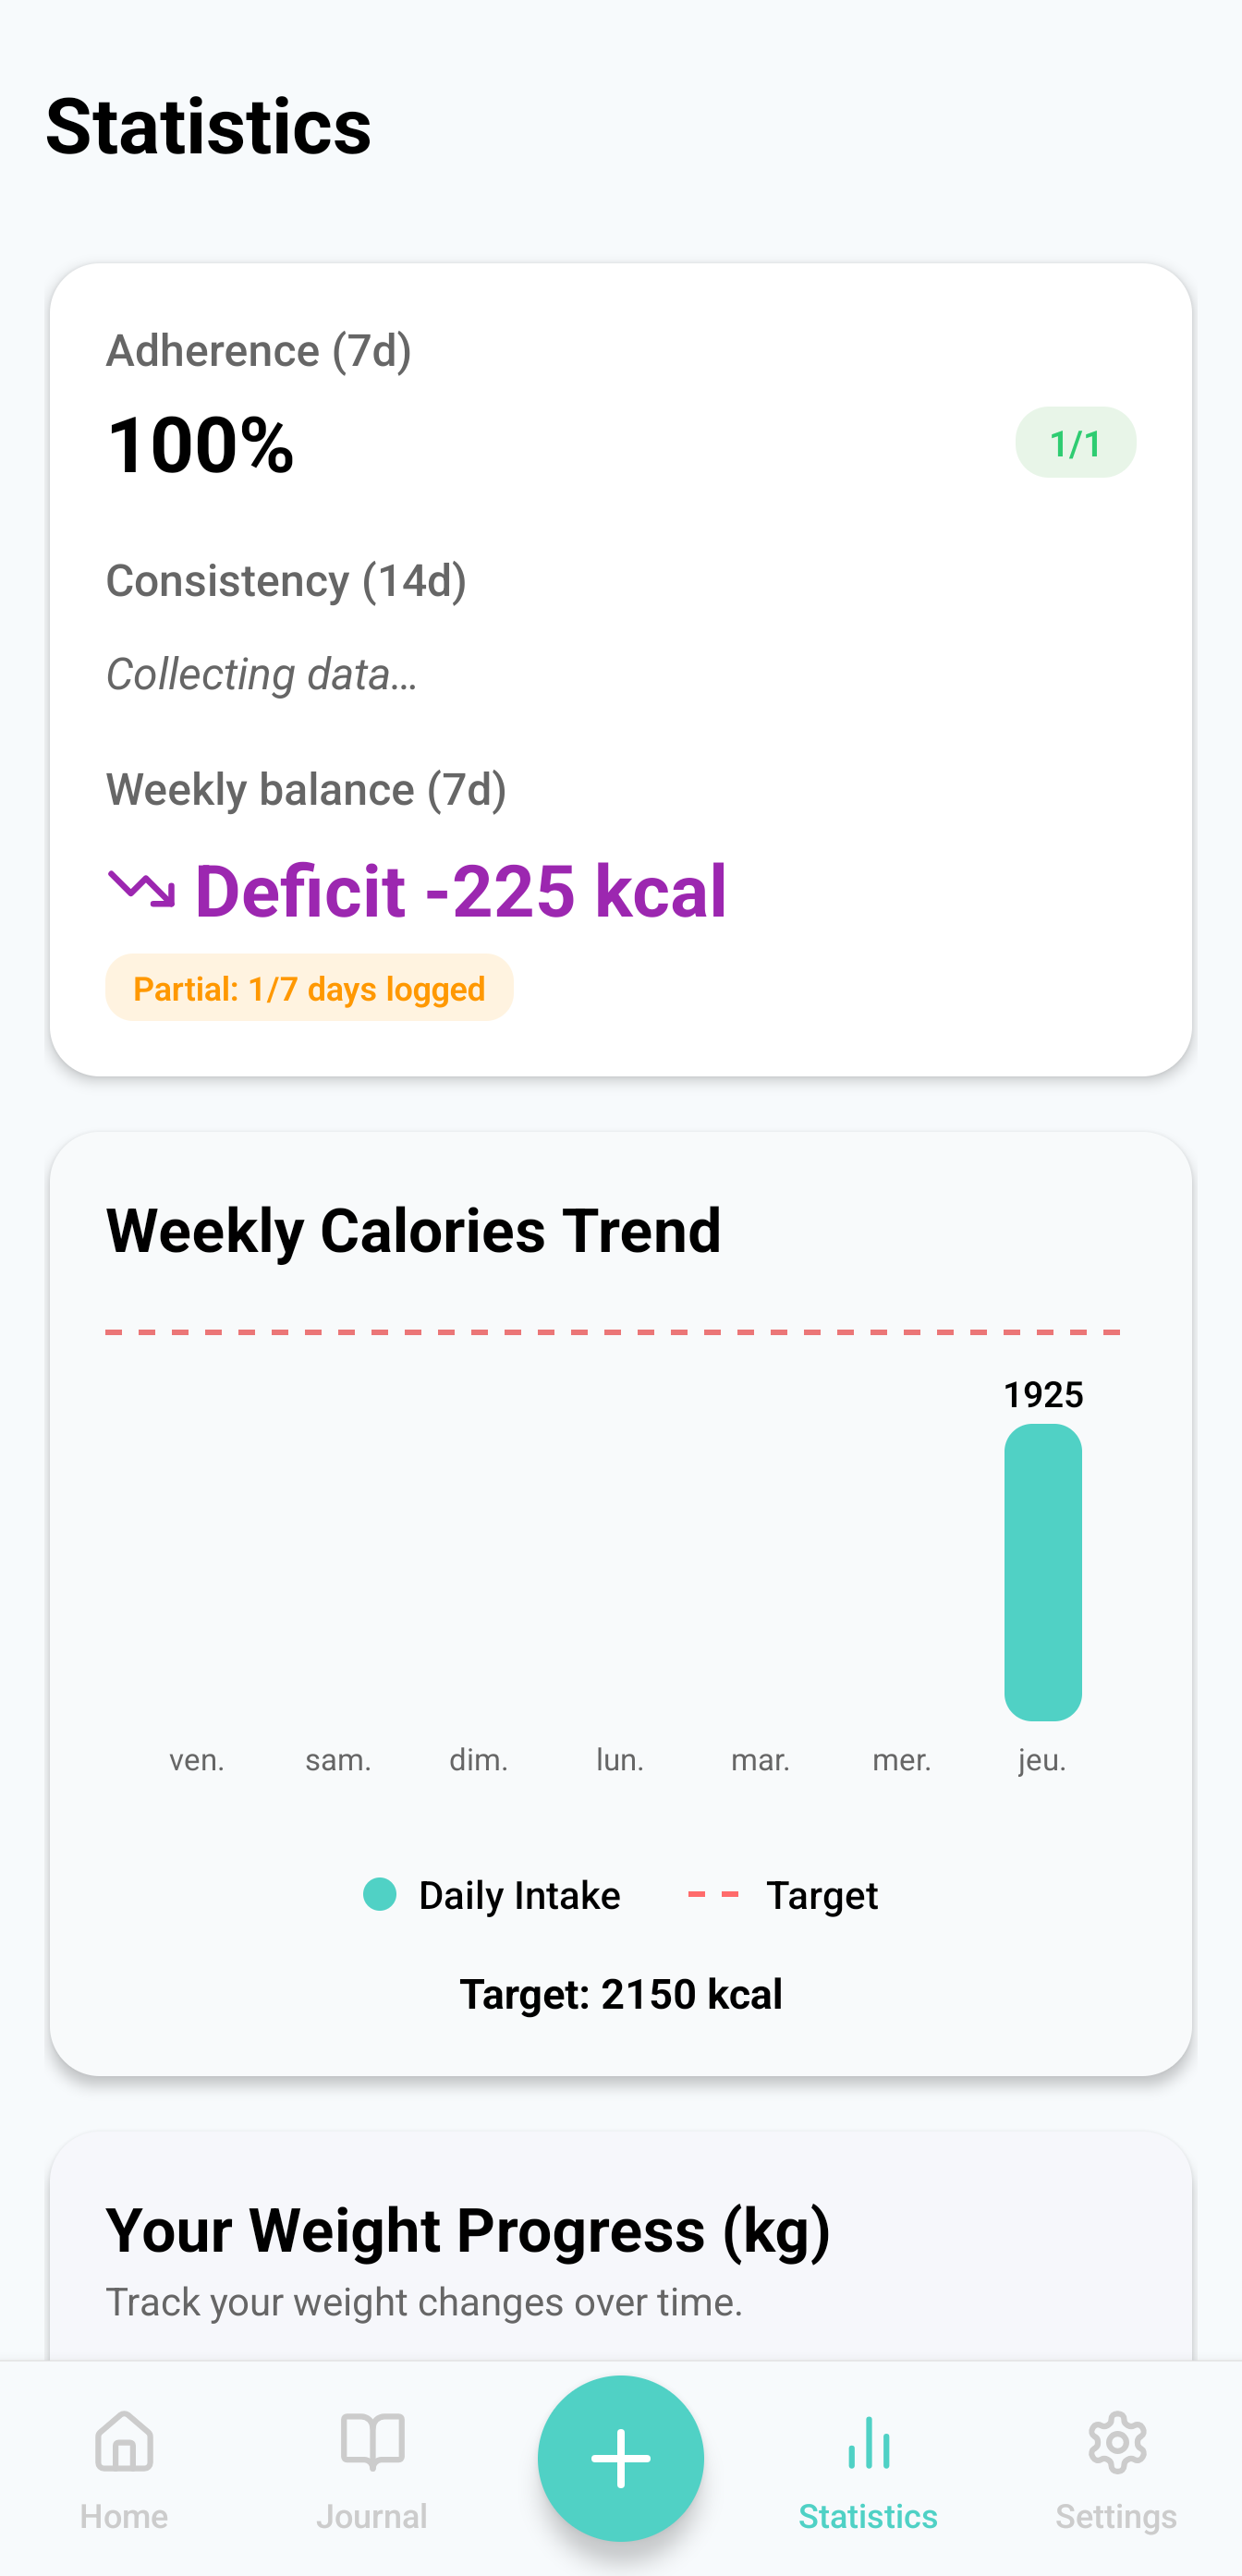 Statistics
Adherence (7d)
100%
1/1
Consistency (14d)
Collecting data...
Weekly balance (7d)
Deficit -225 kcal
Partial: 1/7 days logged
Weekly Calories Trend
1925
ven. sam. dim. lun. mar. mer. jeu.
Daily Intake Target
Target: 2150 kcal
Your Weight Progress (kg)
Track your weight changes over time.
Home Journal Statistics Settings